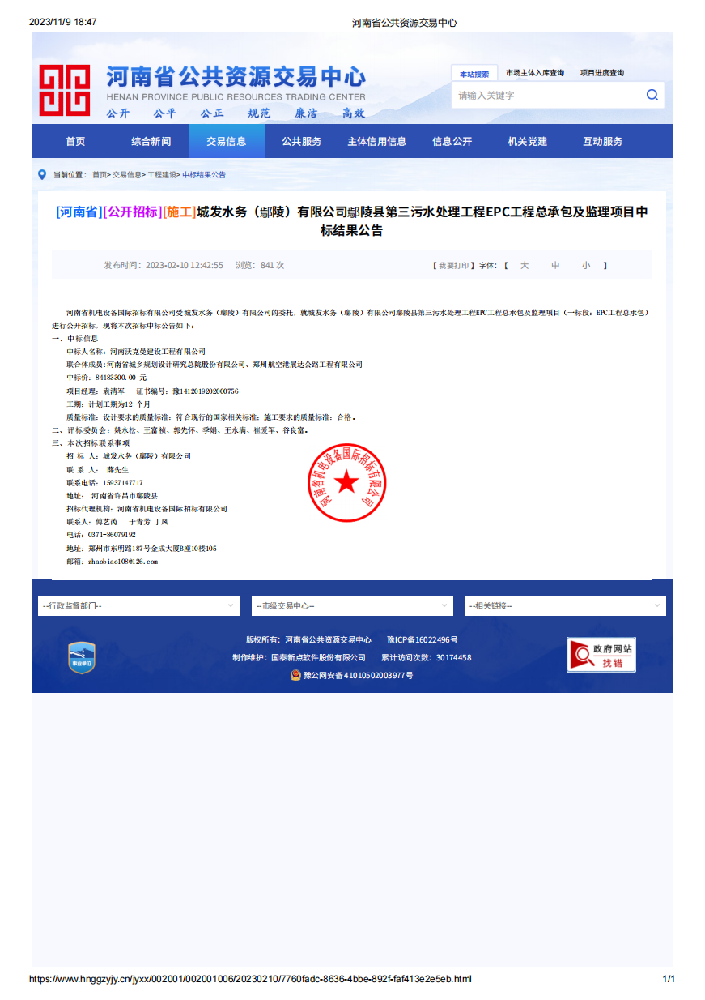 2023/11/9 18:47
河南省公共资源交易中心
河南省公共资源交易中心
HENAN PROVINCE PUBLIC RESOURCES TRADING CENTER
公开 公平 公正 规范 廉洁 高效
本站搜索 市场主体入库查询 项目进度查询
请输入关键字
首页 综合新闻 交易信息 公共服务 主体信用信息 信息公开 机关党建 互动服务
当前位置： 首页> 交易信息> 工程建设> 中标结果公告
[河南省][公开招标][施工]城发水务（鄢陵）有限公司鄢陵县第三污水处理工程EPC工程总承包及监理项目中
标结果公告
发布时间：2023-02-10 12:42:55 浏览：841 次
【 我要打印 】字体：【 大 中 小 】
河南省机电设备国际招标有限公司受城发水务（鄢陵）有限公司的委托，就城发水务（鄢陵）有限公司鄢陵县第三污水处理工程EPC工程总承包及监理项目（一标段：EPC工程总承包）
进行公开招标，现将本次招标中标公告如下：
一、中标信息
中标人名称：河南沃克曼建设工程有限公司
联合体成员:河南省城乡规划设计研究总院股份有限公司、郑州航空港展达公路工程有限公司
中标价：84483300.00 元
项目经理：袁清军 证书编号：豫1412019202000756
工期：计划工期为12 个月
质量标准：设计要求的质量标准：符合现行的国家相关标准；施工要求的质量标准：合格。
二、评标委员会：姚永松、王富祯、郭先怀、季娟、王永满、崔爱军、谷良富。
三、本次招标联系事项
招 标 人：城发水务（鄢陵）有限公司
联 系 人： 薛先生
联系电话：15937147717
地址： 河南省许昌市鄢陵县
招标代理机构：河南省机电设备国际招标有限公司
联系人：傅艺芮 于青芳 丁凤
电话：0371-86079192
地址：郑州市东明路187号金成大厦B座10楼105
邮箱：zhaobiao108@126.com
河南省机电设备国际招标有限公司
--行政监督部门-- --市级交易中心-- --相关链接--
版权所有：河南省公共资源交易中心 豫ICP备16022496号
制作维护：国泰新点软件股份有限公司 累计访问次数：30174458
豫公网安备 41010502003977号
事业单位
政府网站
找错
https://www.hnggzyjy.cn/jyxx/002001/002001006/20230210/7760fadc-8636-4bbe-892f-faf413e2e5eb.html
1/1